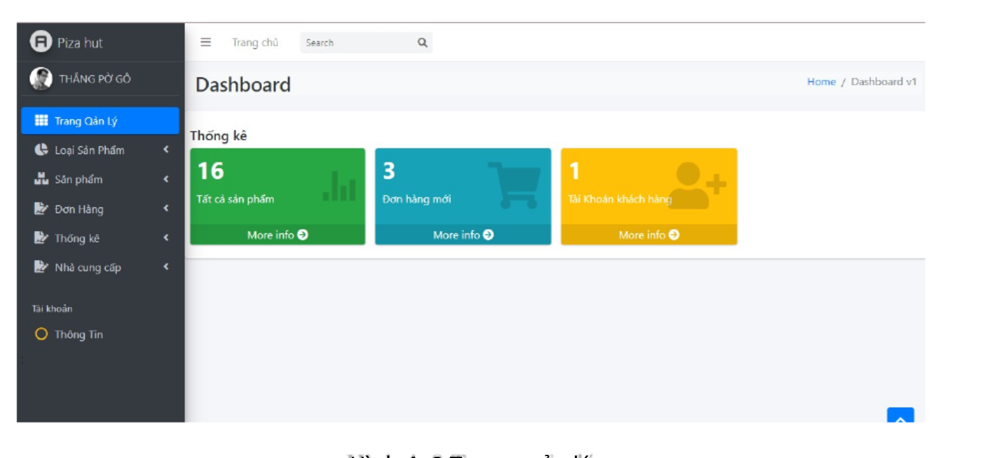 Piza hut
THẮNG PỜ GÔ
Trang Qản Lý
Loại Sản Phẩm
Sản phẩm
Đơn Hàng
Thống kê
Nhà cung cấp
Tài khoản
Thông Tin
Trang chủ
Search
Dashboard
Home / Dashboard v1
Thống kê
16
Tất cả sản phẩm
More info
3
Đơn hàng mới
More info
1
Tài Khoản khách hàng
More info